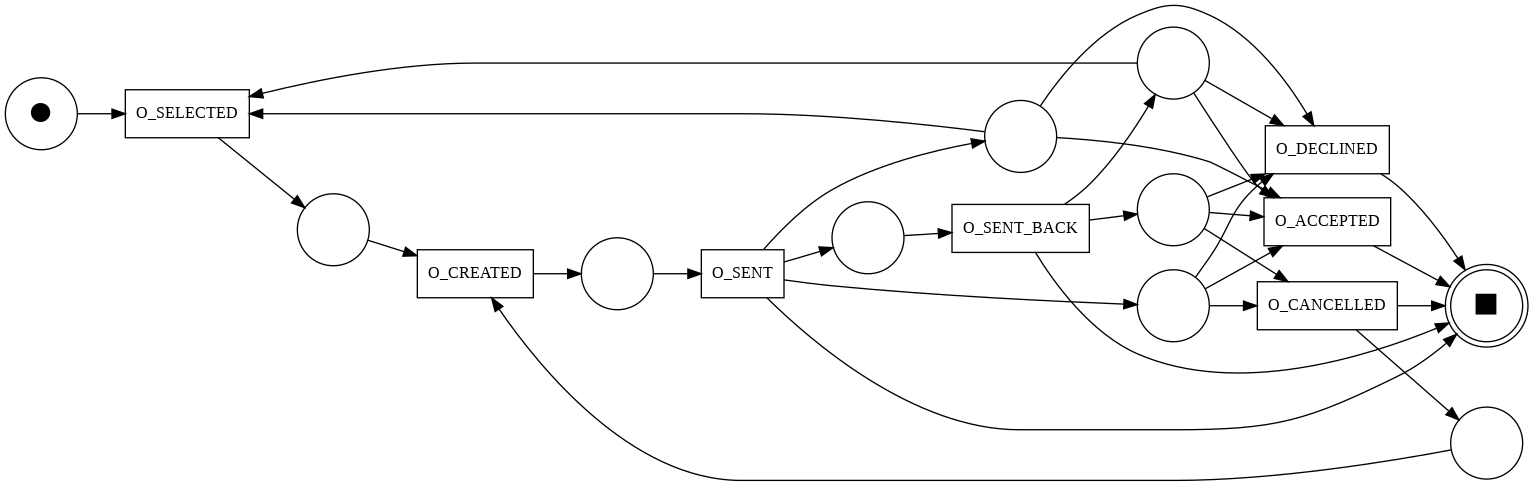 O_SELECTED
O_CREATED
O_SENT
O_SENT_BACK
O_DECLINED
O_ACCEPTED
O_CANCELLED